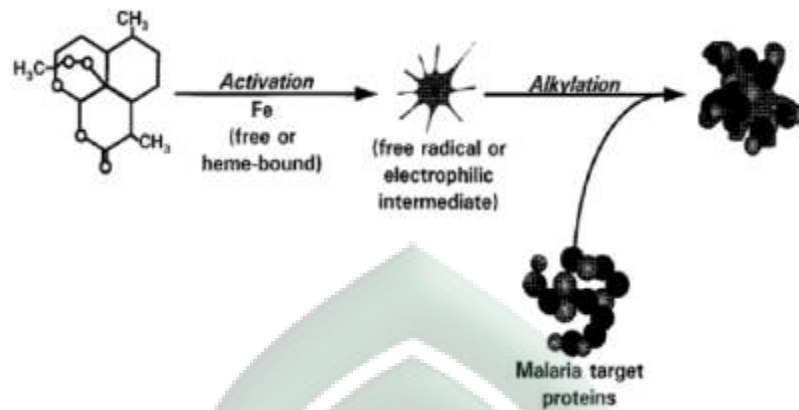 CH₃
H₃C
O
O
O
O
O
CH₃
Activation
Fe
(free or
heme-bound)
(free radical or
electrophilic
intermediate)
Alkylation
Malaria target
proteins